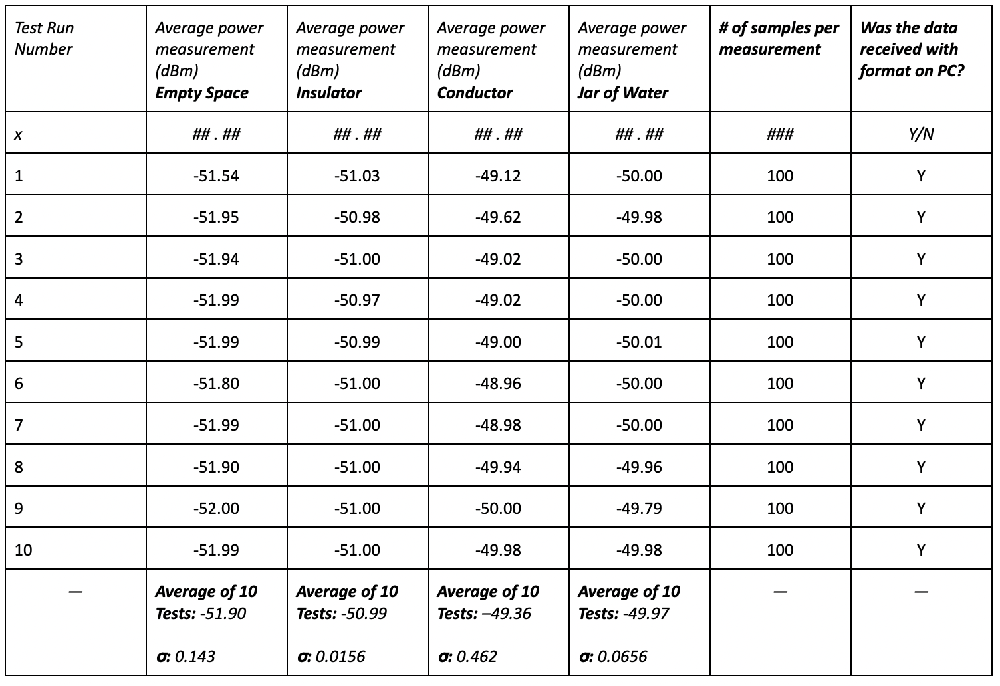 Test Run Number | Average power measurement (dBm) Empty Space | Average power measurement (dBm) Insulator | Average power measurement (dBm) Conductor | Average power measurement (dBm) Jar of Water | # of samples per measurement | Was the data received with format on PC?
x | ## . ## | ## . ## | ## . ## | ## . ## | ### | Y/N
1 | -51.54 | -51.03 | -49.12 | -50.00 | 100 | Y
2 | -51.95 | -50.98 | -49.62 | -49.98 | 100 | Y
3 | -51.94 | -51.00 | -49.02 | -50.00 | 100 | Y
4 | -51.99 | -50.97 | -49.02 | -50.00 | 100 | Y
5 | -51.99 | -50.99 | -49.00 | -50.01 | 100 | Y
6 | -51.80 | -51.00 | -48.96 | -50.00 | 100 | Y
7 | -51.99 | -51.00 | -48.98 | -50.00 | 100 | Y
8 | -51.90 | -51.00 | -49.94 | -49.96 | 100 | Y
9 | -52.00 | -51.00 | -50.00 | -49.79 | 100 | Y
10 | -51.99 | -51.00 | -49.98 | -49.98 | 100 | Y
— | Average of 10 Tests: -51.90 σ: 0.143 | Average of 10 Tests: -50.99 σ: 0.0156 | Average of 10 Tests: –49.36 σ: 0.462 | Average of 10 Tests: -49.97 σ: 0.0656 | — | —